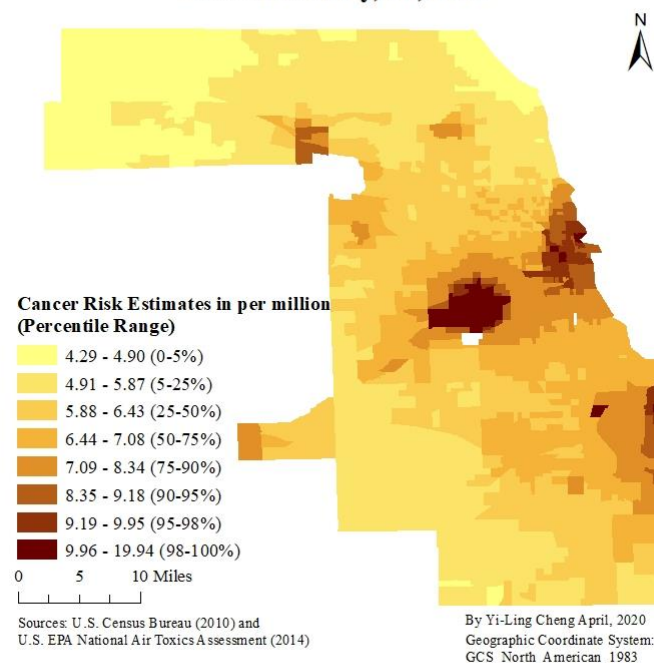 N
Cancer Risk Estimates in per million
(Percentile Range)
4.29 - 4.90 (0-5%)
4.91 - 5.87 (5-25%)
5.88 - 6.43 (25-50%)
6.44 - 7.08 (50-75%)
7.09 - 8.34 (75-90%)
8.35 - 9.18 (90-95%)
9.19 - 9.95 (95-98%)
9.96 - 19.94 (98-100%)
0 5 10 Miles
Sources: U.S. Census Bureau (2010) and
U.S. EPA National Air Toxics Assessment (2014)
By Yi-Ling Cheng April, 2020
Geographic Coordinate System:
GCS North American 1983